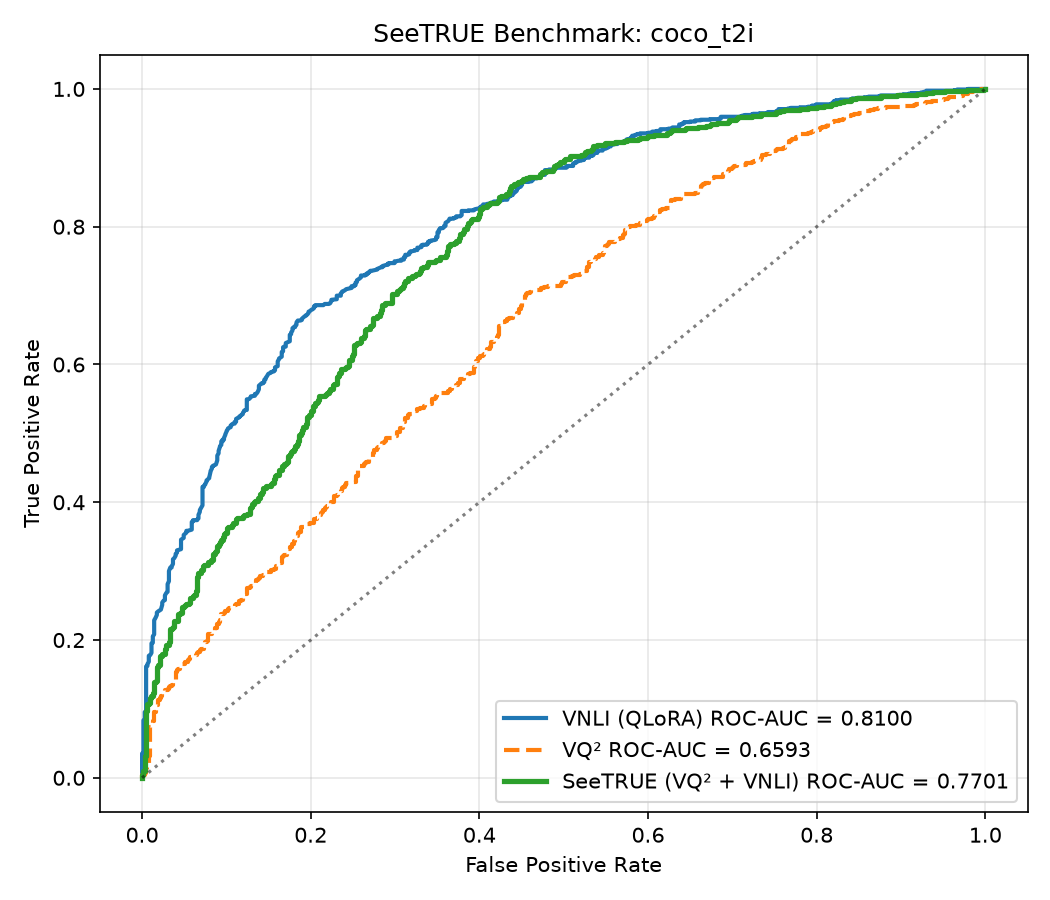 SeeTRUE Benchmark: coco_t2i
1.0
0.8
0.6
0.4
0.2
0.0
True Positive Rate
VNLI (QLoRA) ROC-AUC = 0.8100
VQ² ROC-AUC = 0.6593
SeeTRUE (VQ² + VNLI) ROC-AUC = 0.7701
0.0 0.2 0.4 0.6 0.8 1.0
False Positive Rate